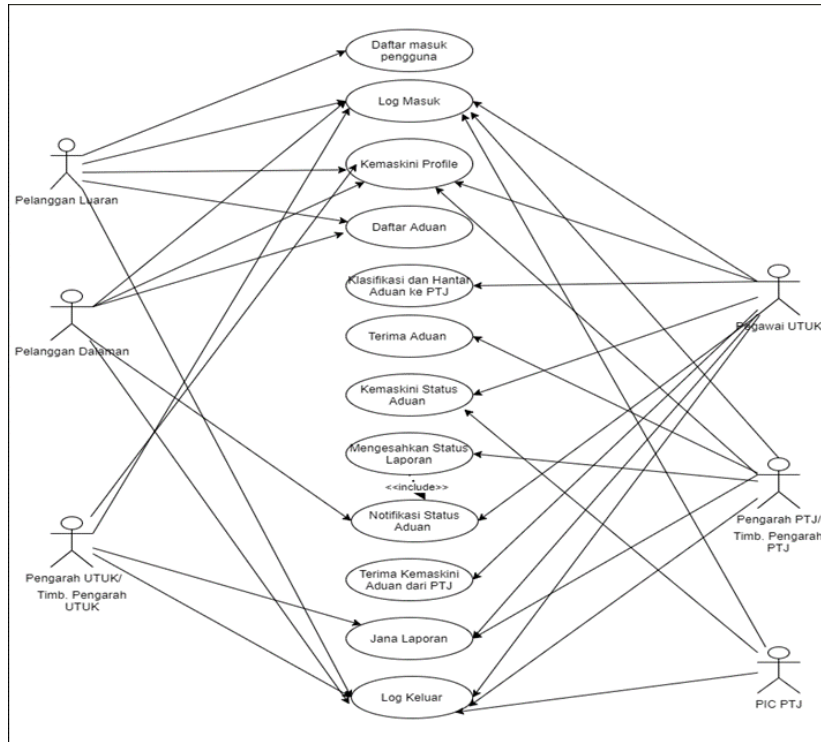 Daftar masuk
pengguna
Log Masuk
Kemaskini Profile
Daftar Aduan
Klasifikasi dan Hantar
Aduan ke PTJ
Terima Aduan
Kemaskini Status
Aduan
Mengesahkan Status
Laporan
<<include>>
Notifikasi Status
Aduan
Terima Kemaskini
Aduan dari PTJ
Jana Laporan
Log Keluar
Pelanggan Luaran
Pelanggan Dalaman
Pengarah UTUK/
Timb. Pengarah
UTUK
Pegawai UTUK
Pengarah PTJ/
Timb. Pengarah
PTJ
PIC PTJ